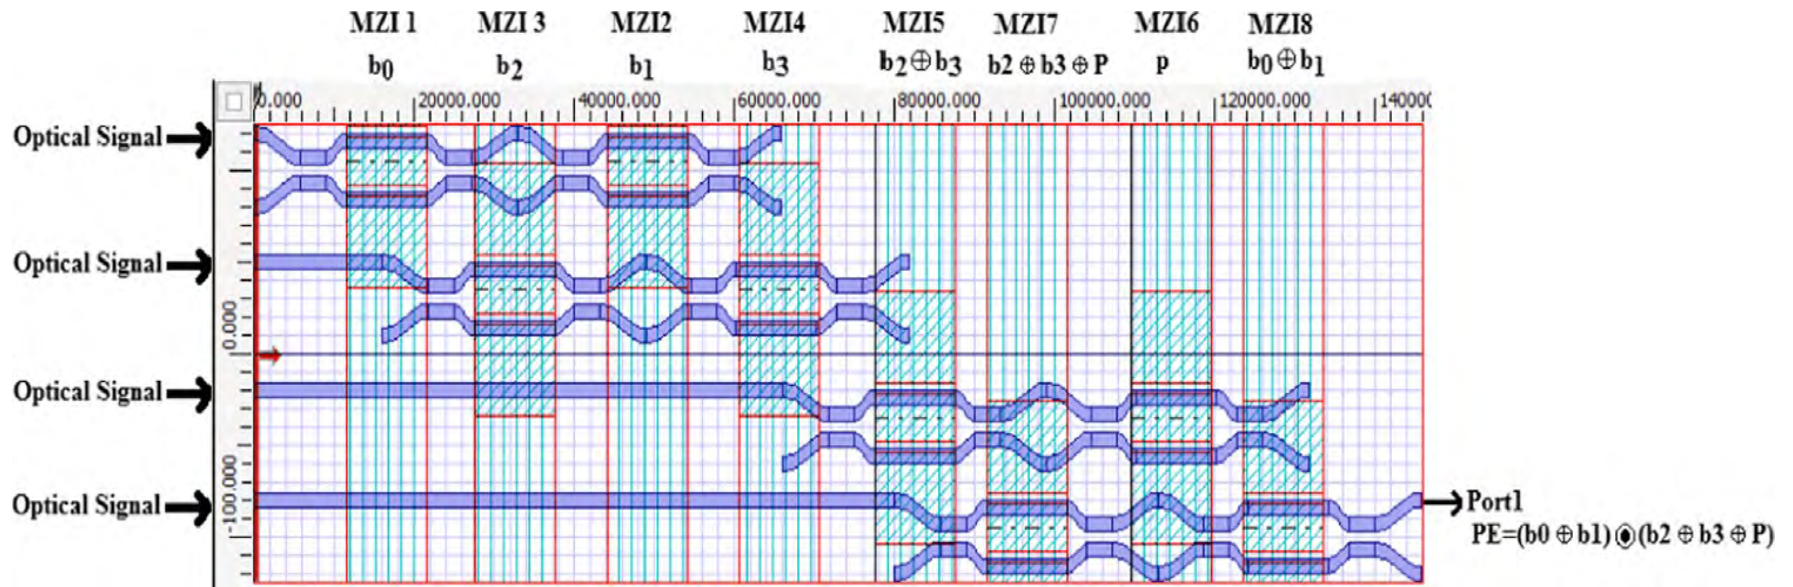 MZI 1 MZI 3 MZI2 MZI4 MZI5 MZI7 MZI6 MZI8
b0 b2 b1 b3 b2⊕b3 b2⊕b3⊕P p b0⊕b1
0.000 20000.000 40000.000 60000.000 80000.000 100000.000 120000.000 14000
Optical Signal
Optical Signal
0.000
Optical Signal
-100.000
Optical Signal
Port1
PE=(b0⊕b1)⊙(b2⊕b3⊕P)